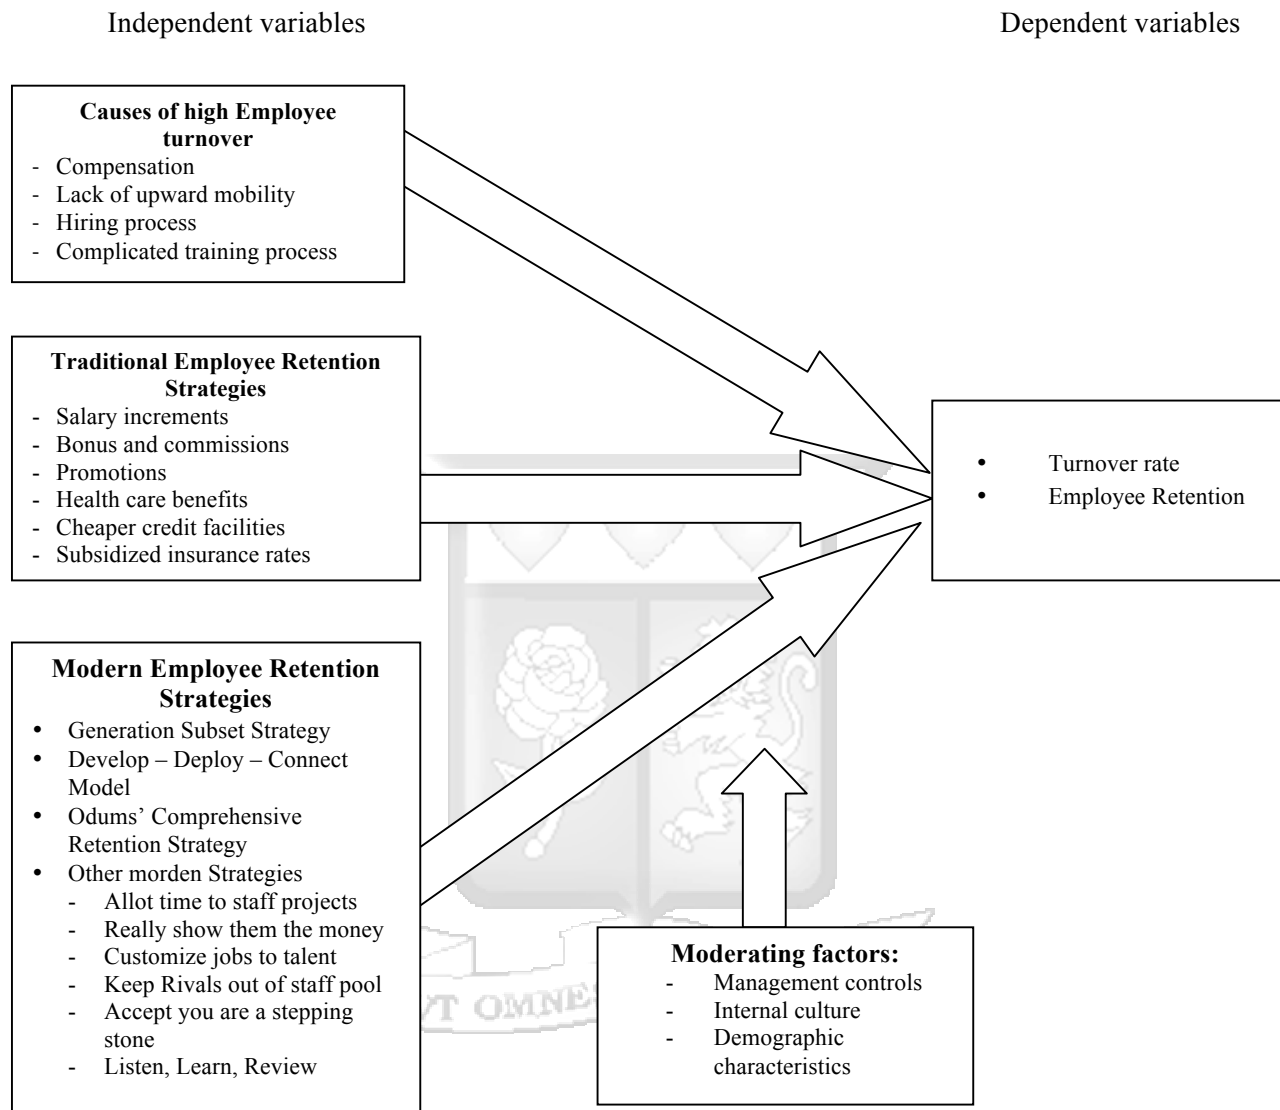 Independent variables
Dependent variables
Causes of high Employee
turnover
- Compensation
- Lack of upward mobility
- Hiring process
- Complicated training process
Traditional Employee Retention
Strategies
- Salary increments
- Bonus and commissions
- Promotions
- Health care benefits
- Cheaper credit facilities
- Subsidized insurance rates
• Turnover rate
• Employee Retention
Modern Employee Retention
Strategies
• Generation Subset Strategy
• Develop – Deploy – Connect
Model
• Odums’ Comprehensive
Retention Strategy
• Other morden Strategies
- Allot time to staff projects
- Really show them the money
- Customize jobs to talent
- Keep Rivals out of staff pool
- Accept you are a stepping
stone
- Listen, Learn, Review
Moderating factors:
- Management controls
- Internal culture
- Demographic
characteristics
VT OMNES